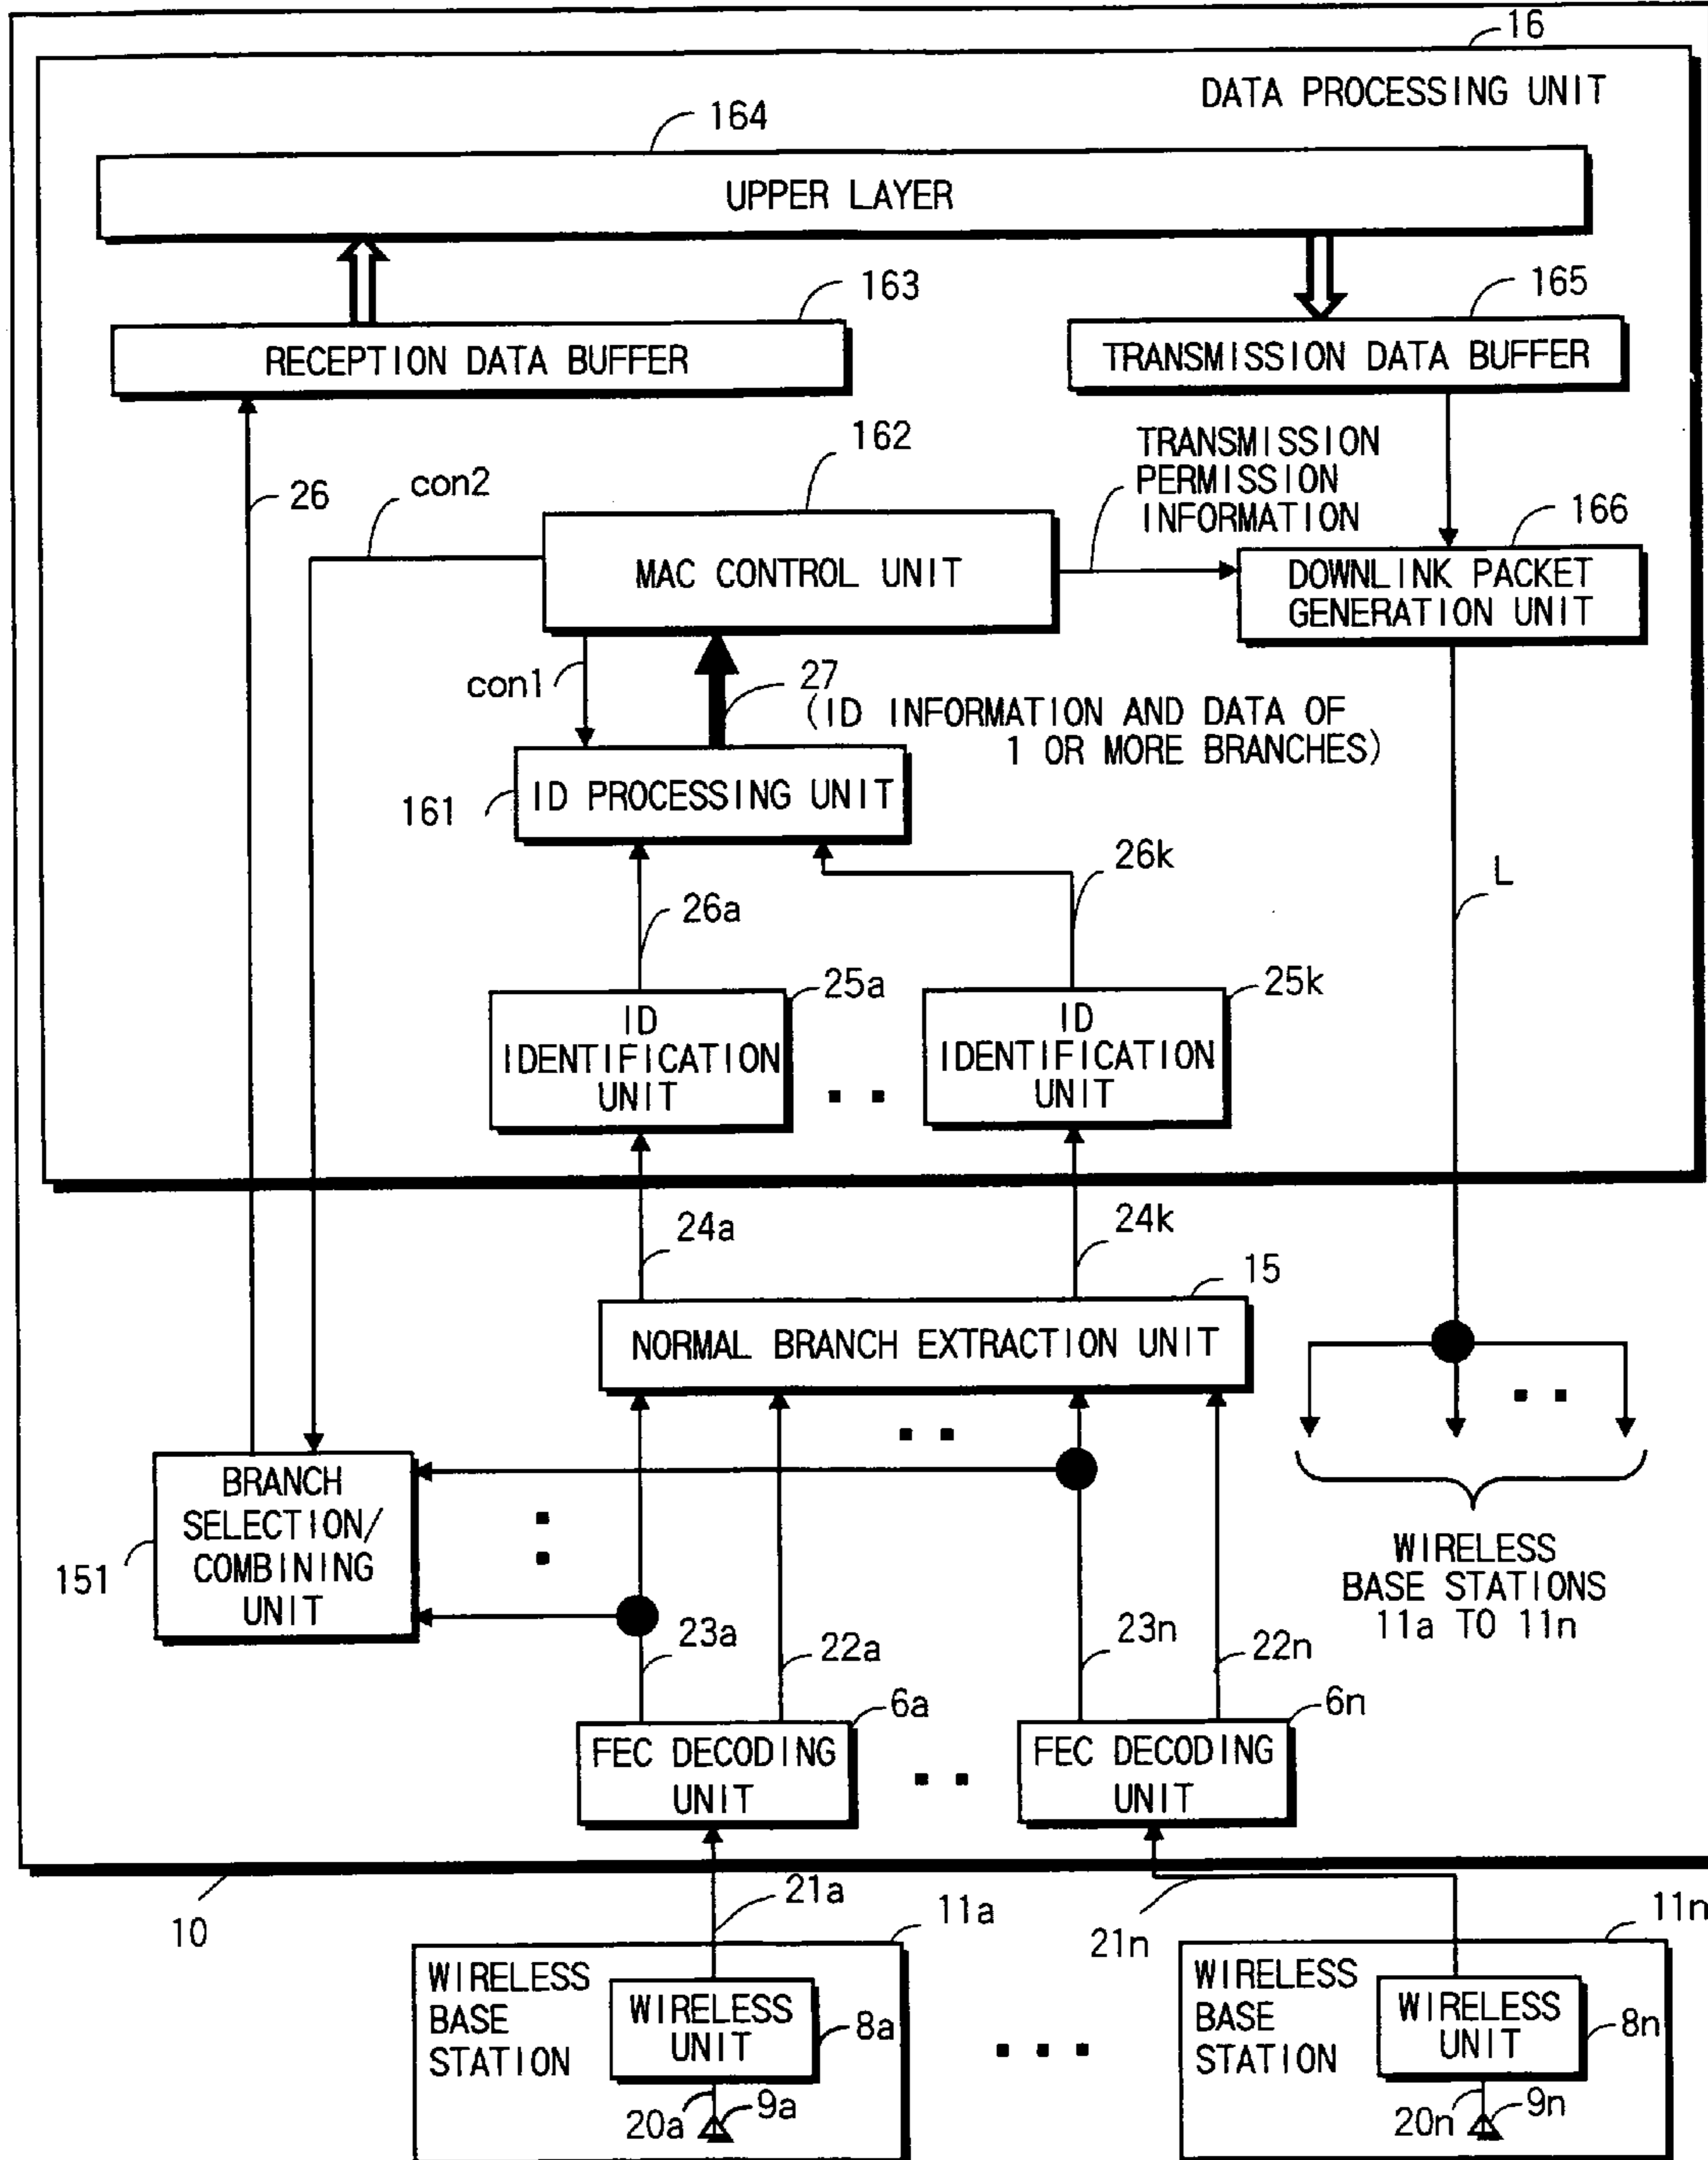 16
DATA PROCESSING UNIT
164
UPPER LAYER
163
165
RECEPTION DATA BUFFER
TRANSMISSION DATA BUFFER
162
TRANSMISSION
PERMISSION
INFORMATION
26
con2
166
MAC CONTROL UNIT
DOWNLINK PACKET
GENERATION UNIT
con1
27
(ID INFORMATION AND DATA OF
1 OR MORE BRANCHES)
161
ID PROCESSING UNIT
26k
L
26a
25a
25k
ID
IDENTIFICATION
UNIT
ID
IDENTIFICATION
UNIT
24a
24k
15
NORMAL BRANCH EXTRACTION UNIT
BRANCH
SELECTION/
COMBINING
UNIT
151
WIRELESS
BASE STATIONS
11a TO 11n
23a
22a
23n
22n
6a
6n
FEC DECODING
UNIT
FEC DECODING
UNIT
10
21a
11a
21n
11n
WIRELESS
BASE
STATION
WIRELESS
UNIT
8a
20a
9a
WIRELESS
BASE
STATION
WIRELESS
UNIT
8n
20n
9n